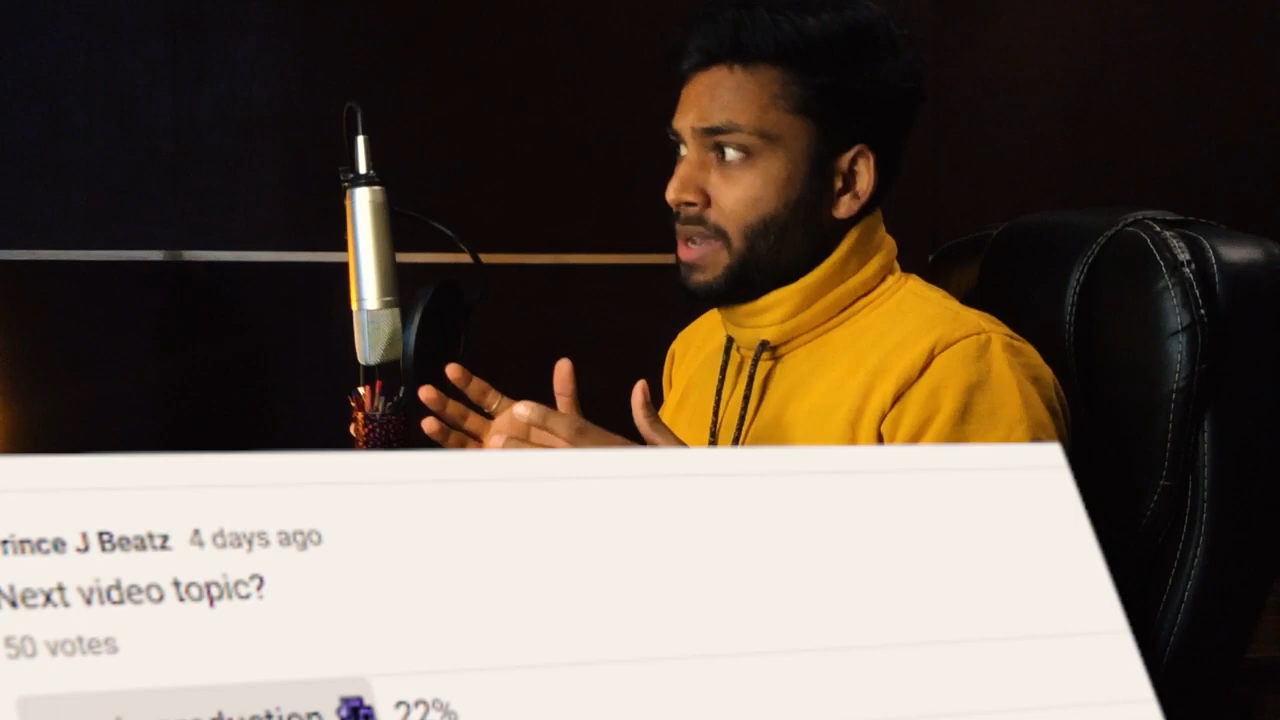 rince J Beatz 4 days ago
Next video topic?
50 votes
production 22%